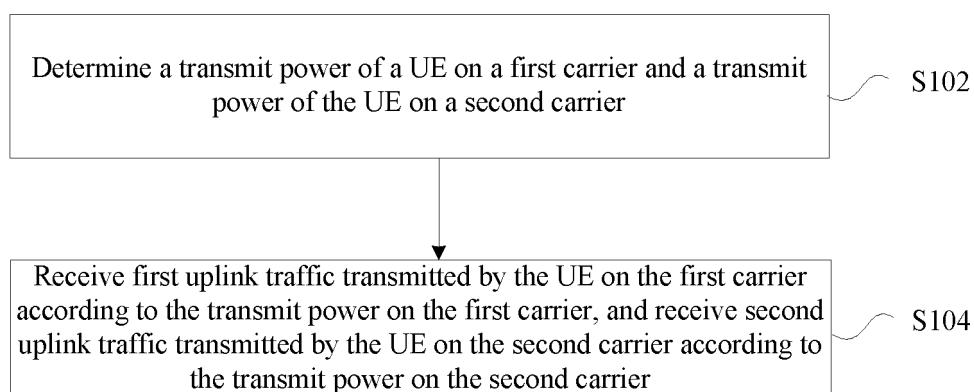 Determine a transmit power of a UE on a first carrier and a transmit
power of the UE on a second carrier
S102
Receive first uplink traffic transmitted by the UE on the first carrier
according to the transmit power on the first carrier, and receive second
uplink traffic transmitted by the UE on the second carrier according to
the transmit power on the second carrier
S104